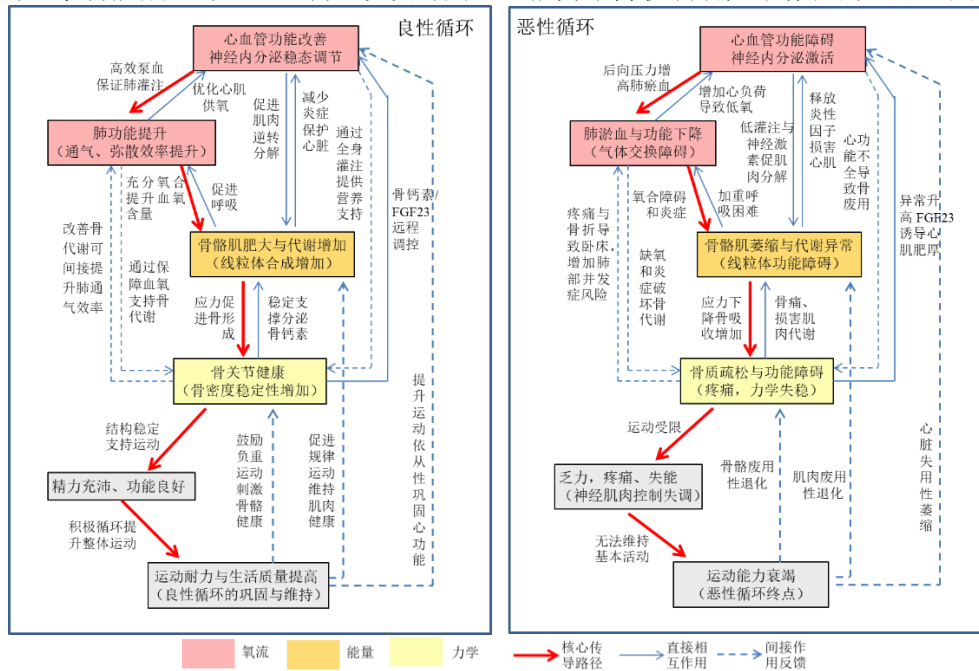 良性循环
心血管功能改善
神经内分泌稳态调节
高效泵血
保证肺灌注
优化心肌
供氧
促进
肌肉
逆转
分解
减少
炎症
保护
心脏
通过
全身
灌注
提供
营养
支持
肺功能提升
（通气、弥散效率提升）
充分氧合
提升血氧
含量
促进
呼吸
骨钙素/
FGF23
远程
调控
改善骨
代谢可
间接提
升肺通
气效率
通过保
障血氧
支持骨
代谢
骨骼肌肥大与代谢增加
（线粒体合成增加）
应力促
进骨形
成
稳定支
撑分泌
骨钙素
骨关节健康
（骨密度稳定性增加）
结构稳定
支持运动
鼓励
负重
运动
刺激
骨骼
健康
促进
规律
运动
维持
肌肉
健康
提升运动依从性巩固心功能
精力充沛、功能良好
积极循环提
升整体运动
运动耐力与生活质量提高
（良性循环的巩固与维持）
恶性循环
心血管功能障碍
神经内分泌激活
后向压力增
高肺瘀血
增加心负荷
导致低氧
低灌注与
神经激
素促肌
肉分解
释放
炎性
因子
损害
心肌
心功
能不
全导
致骨
废用
肺淤血与功能下降
（气体交换障碍）
氧合障碍
和炎症
加重呼
吸困难
异常升
高 FGF23
诱导心
肌肥厚
疼痛与
骨折导
致卧床，
增加肺
部并发
症风险
缺氧和
炎症破
坏骨
代谢
骨骼肌萎缩与代谢异常
（线粒体功能障碍）
应力下
降骨吸
收增加
骨痛、
损害肌
肉代谢
骨质疏松与功能障碍
（疼痛，力学失稳）
运动受限
骨骼废用
性退化
肌肉废用
性退化
心脏失用性萎缩
乏力，疼痛、失能
（神经肌肉控制失调）
无法维持
基本活动
运动能力衰竭
（恶性循环终点）
氧流
能量
力学
核心传
导路径
直接相
互作用
间接作
用反馈